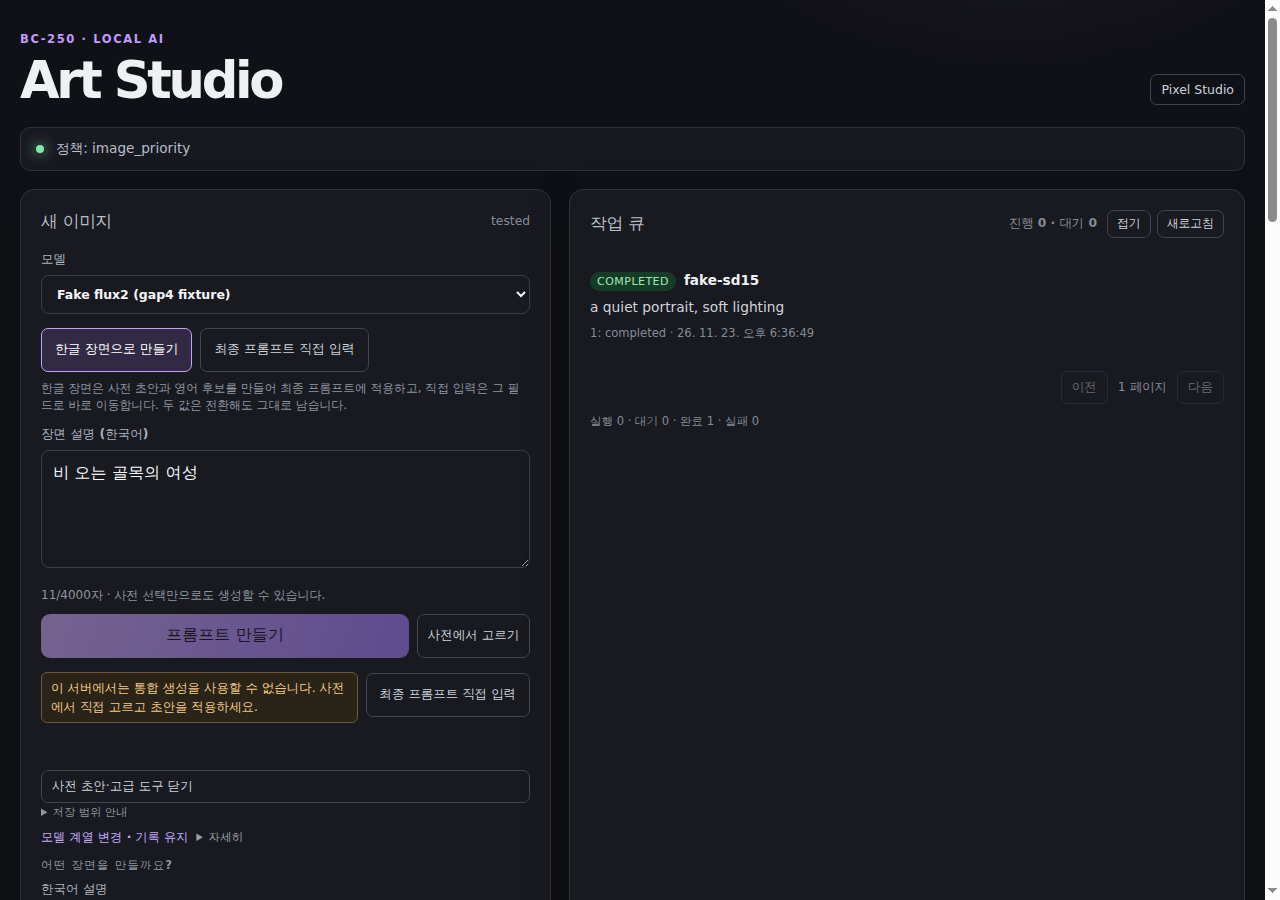 BC-250 · LOCAL AI
Art Studio
Pixel Studio
정책: image_priority
새 이미지
tested
모델
Fake flux2 (gap4 fixture)
한글 장면으로 만들기
최종 프롬프트 직접 입력
한글 장면은 사전 초안과 영어 후보를 만들어 최종 프롬프트에 적용하고, 직접 입력은 그 필
드로 바로 이동합니다. 두 값은 전환해도 그대로 남습니다.
장면 설명 (한국어)
비 오는 골목의 여성
11/4000자 · 사전 선택만으로도 생성할 수 있습니다.
프롬프트 만들기
사전에서 고르기
이 서버에서는 통합 생성을 사용할 수 없습니다. 사전
에서 직접 고르고 초안을 적용하세요.
최종 프롬프트 직접 입력
사전 초안·고급 도구 닫기
▶ 저장 범위 안내
모델 계열 변경 · 기록 유지 ▶ 자세히
어떤 장면을 만들까요?
한국어 설명
작업 큐
진행 0 · 대기 0
접기
새로고침
COMPLETED fake-sd15
a quiet portrait, soft lighting
1: completed · 26. 11. 23. 오후 6:36:49
이전
1 페이지
다음
실행 0 · 대기 0 · 완료 1 · 실패 0